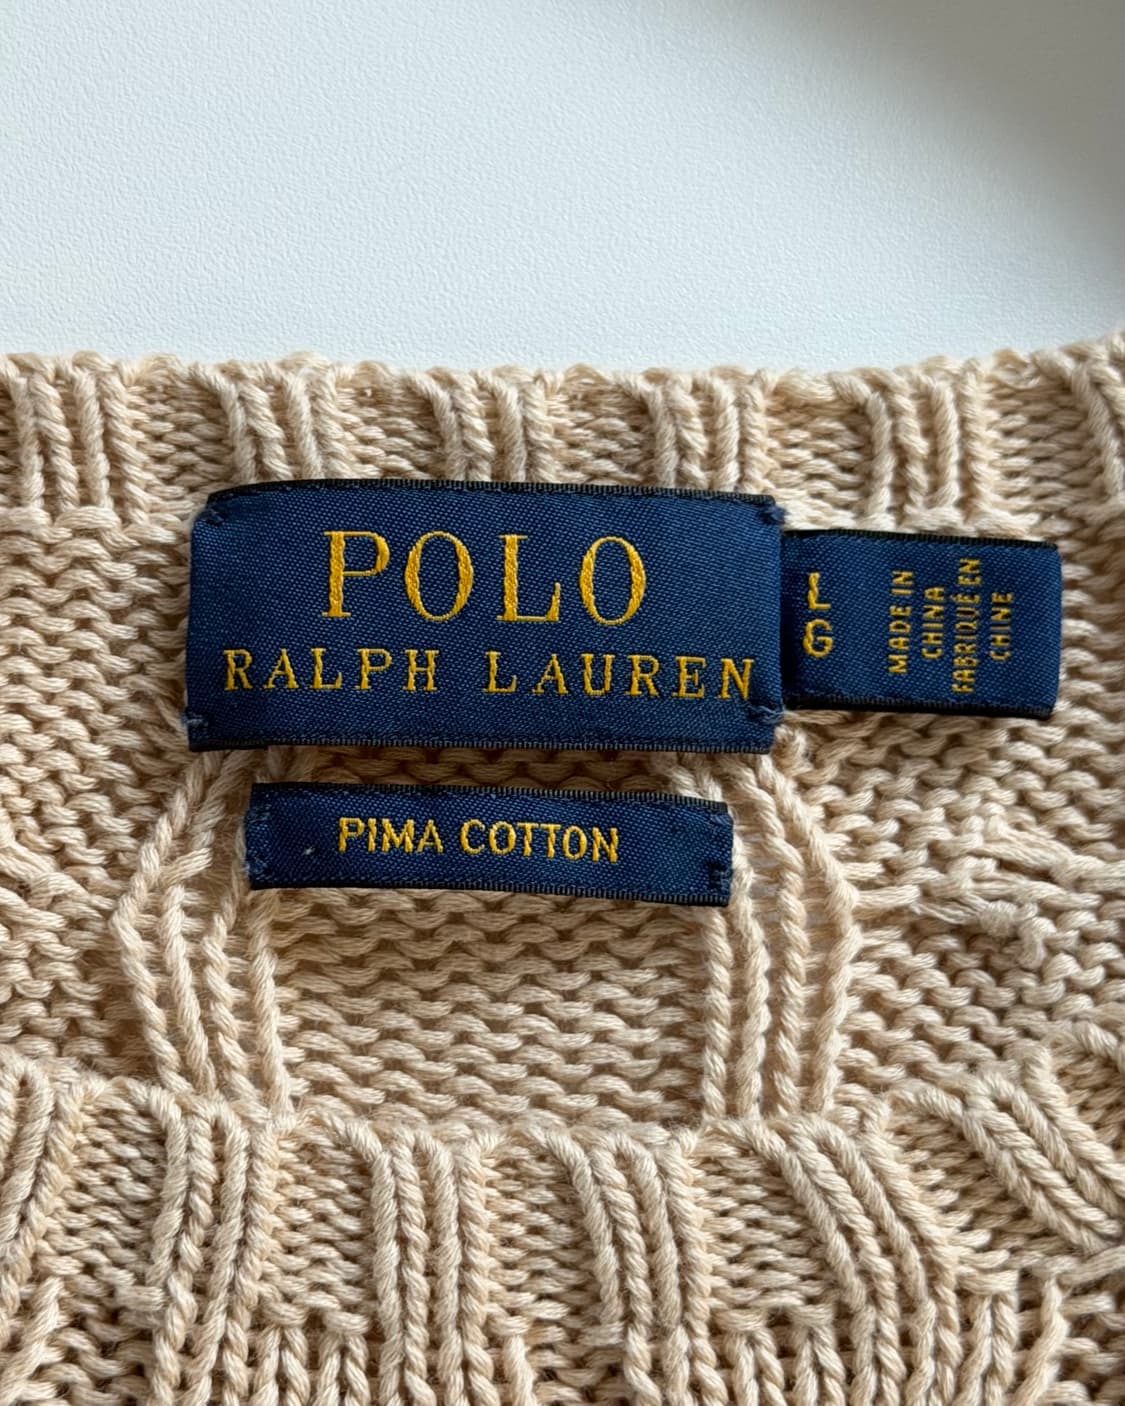 POLO
RALPH LAUREN
L
G
MADE IN
CHINA
FABRIQUÉ EN
CHINE
PIMA COTTON